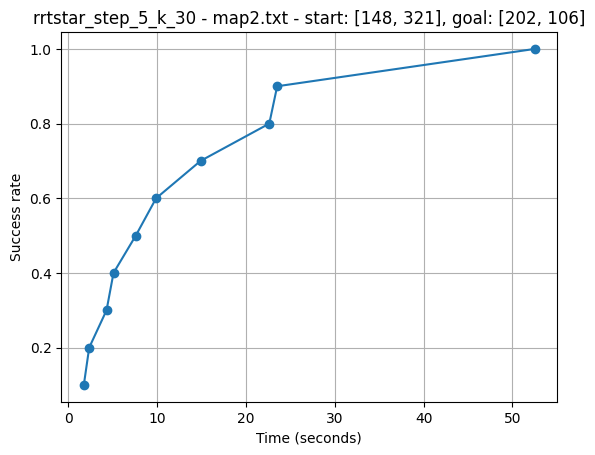 rrtstar_step_5_k_30 - map2.txt - start: [148, 321], goal: [202, 106]
1.0
0.8
0.6
0.4
0.2
Success rate
0 10 20 30 40 50
Time (seconds)